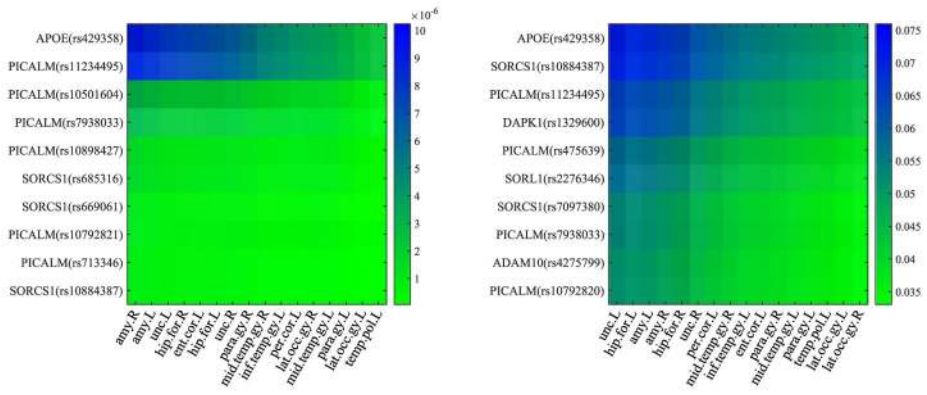 ×10⁻⁶
APOE(rs429358)
PICALM(rs11234495)
PICALM(rs10501604)
PICALM(rs7938033)
PICALM(rs10898427)
SORCS1(rs685316)
SORCS1(rs669061)
PICALM(rs10792821)
PICALM(rs713346)
SORCS1(rs10884387)
10
9
8
7
6
5
4
3
2
1
amy.R
amy.L
unc.L
hip.for.R
ent.cor.L
hip.for.L
unc.R
para.gy.R
mid.temp.gy.R
inf.temp.gy.L
per.cor.L
lat.occ.gy.R
mid.temp.gy.L
para.gy.L
lat.occ.gy.L
temp.pol.L
APOE(rs429358)
SORCS1(rs10884387)
PICALM(rs11234495)
DAPK1(rs1329600)
PICALM(rs475639)
SORL1(rs2276346)
SORCS1(rs7097380)
PICALM(rs7938033)
ADAM10(rs4275799)
PICALM(rs10792820)
0.075
0.07
0.065
0.06
0.055
0.05
0.045
0.04
0.035
unc.L
hip.for.L
amy.L
amy.R
hip.for.R
unc.R
per.cor.L
mid.temp.gy.R
inf.temp.gy.L
ent.cor.L
para.gy.R
mid.temp.gy.L
para.gy.L
temp.pol.L
lat.occ.gy.L
lat.occ.gy.R